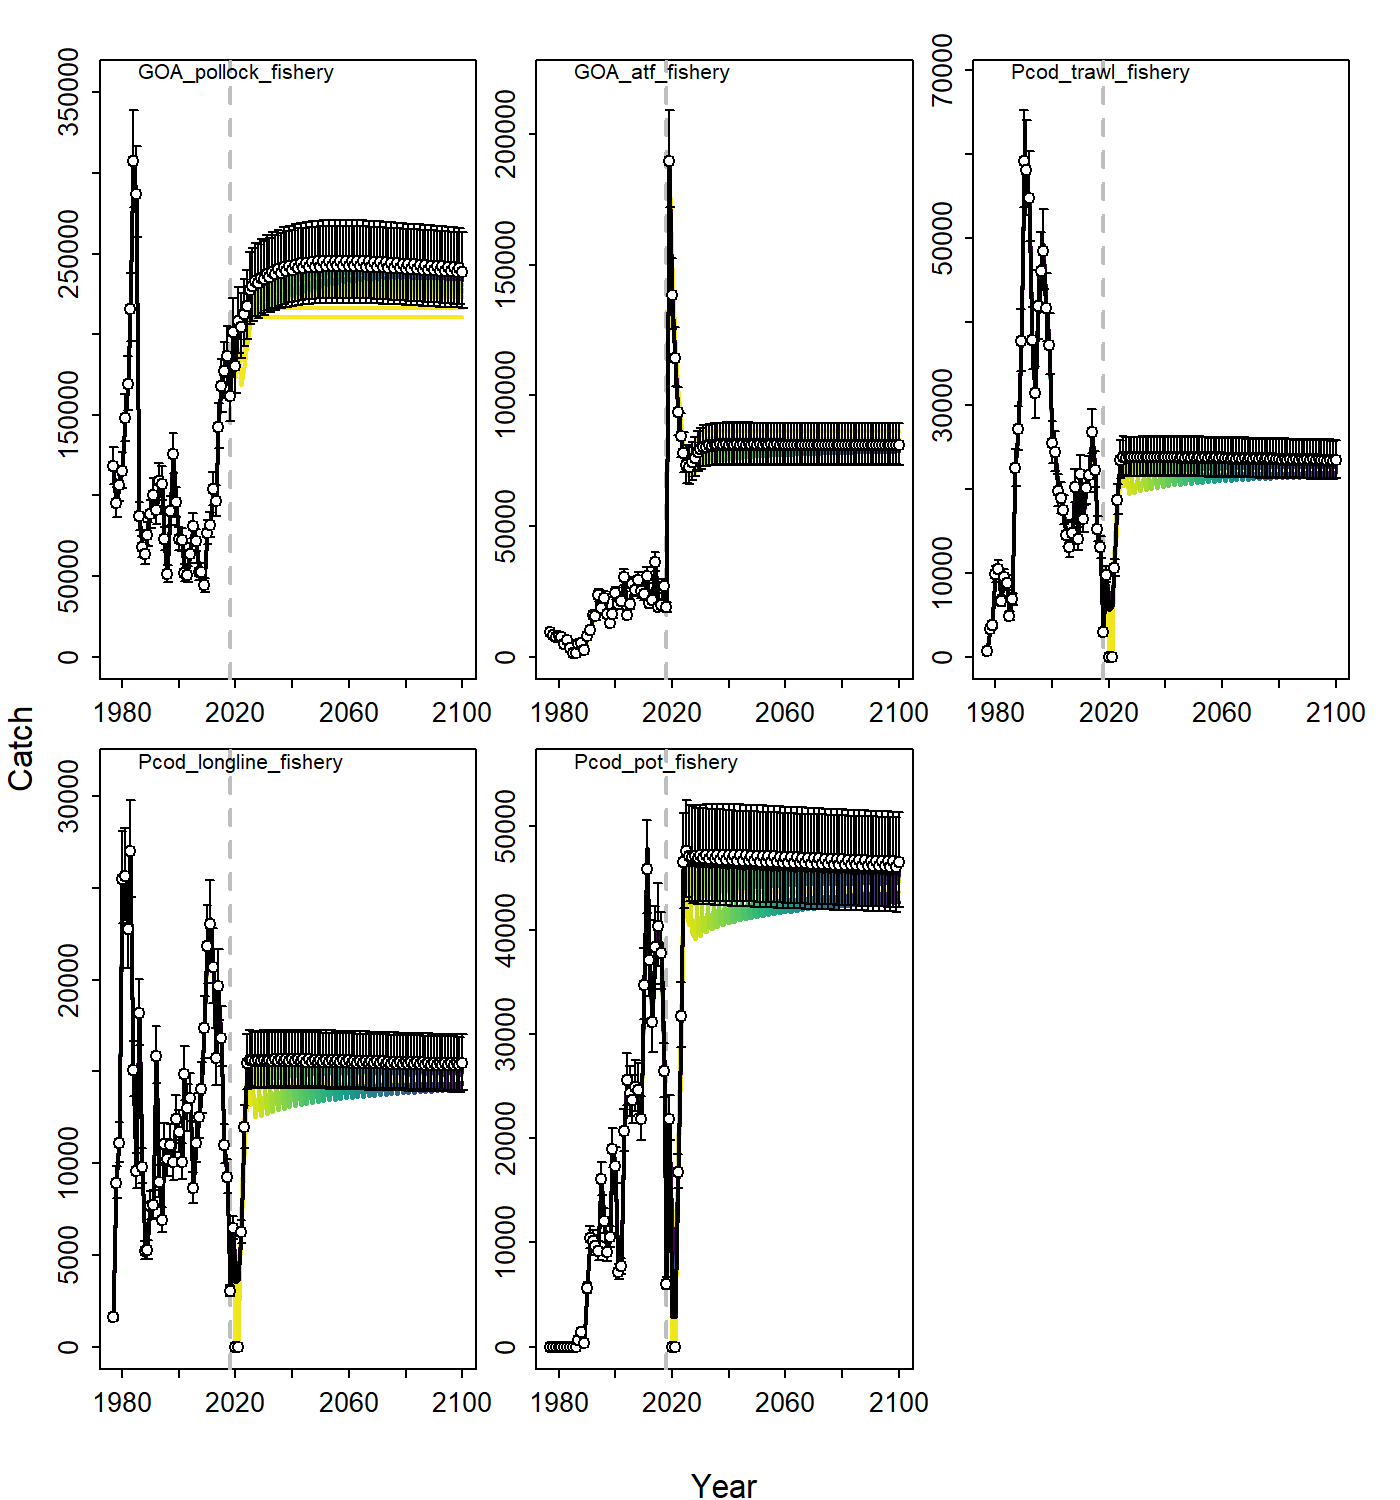 GOA_pollock_fishery
350000
250000
150000
50000
0
1980 2020 2060 2100
GOA_atf_fishery
200000
150000
100000
50000
0
1980 2020 2060 2100
Pcod_trawl_fishery
70000
50000
30000
10000
0
1980 2020 2060 2100
Catch
Pcod_longline_fishery
30000
20000
10000
5000
0
1980 2020 2060 2100
Pcod_pot_fishery
50000
40000
30000
20000
10000
0
1980 2020 2060 2100
Year